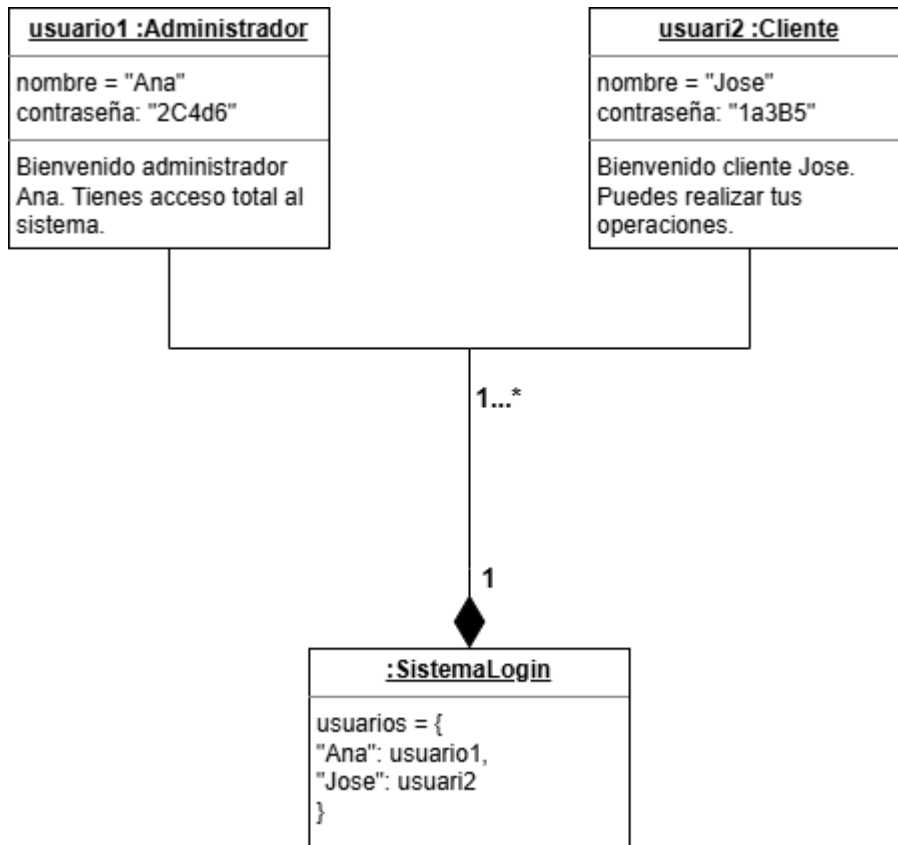 usuario1 :Administrador
nombre = "Ana"
contraseña: "2C4d6"
Bienvenido administrador
Ana. Tienes acceso total al
sistema.
usuari2 :Cliente
nombre = "Jose"
contraseña: "1a3B5"
Bienvenido cliente Jose.
Puedes realizar tus
operaciones.
1...*
1
:SistemaLogin
usuarios = {
"Ana": usuario1,
"Jose": usuari2
}